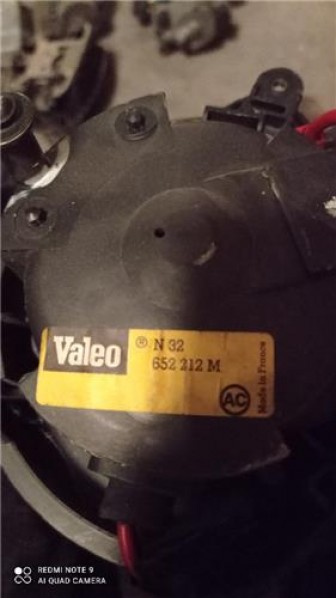 Valeo ® N 32
652 212 M
AC
Made in France
REDMI NOTE 9
AI QUAD CAMERA